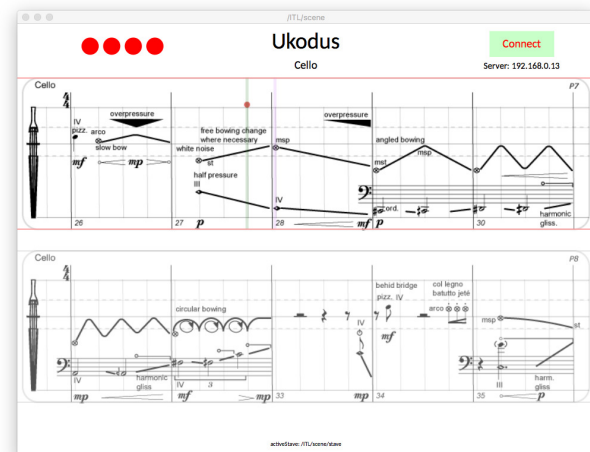 /ITL/scene
Ukodus
Connect
Cello
Server: 192.168.0.13
Cello
P7
4
4
overpressure
overpressure
IV
pizz.
arco
free bowing change
where necessary
msp
angled bowing
slow bow
white noise
st
mst
msp
mf
mp
half pressure
III
IV
ord.
harmonic
gliss.
26
27
p
28
mf
p
30
Cello
P8
4
4
circular bowing
behid bridge
pizz. IV
col legno
batutto jeté
arco
msp
st
mf
IV
IV
harmonic
gliss
IV
3
III
harm.
gliss
mp
mf
mp
33
mp
34
35
p
activeStave: /ITL/scene/stave